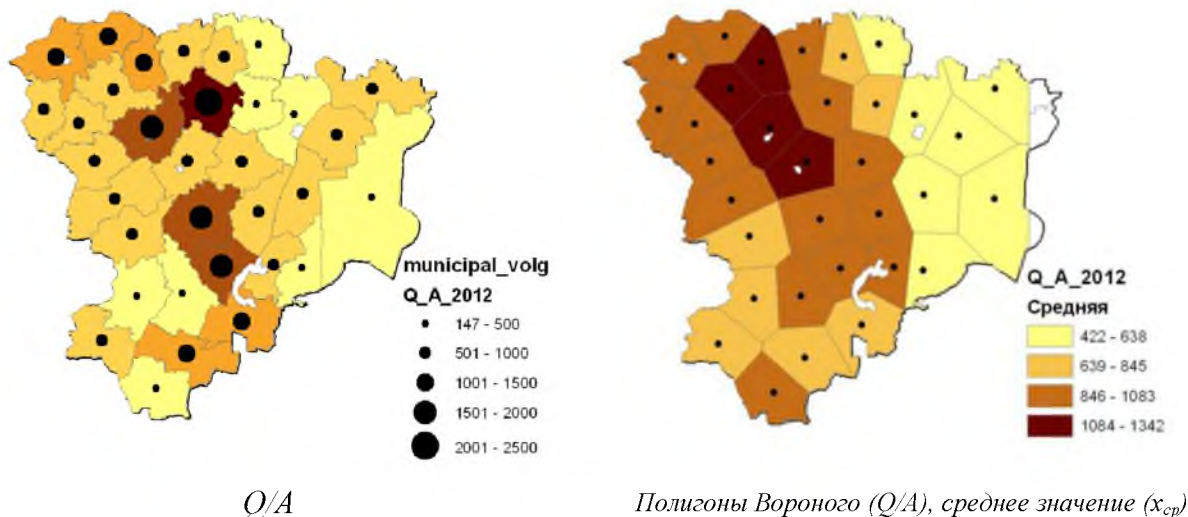 municipal_volg
Q_A_2012
147 - 500
501 - 1000
1001 - 1500
1501 - 2000
2001 - 2500
Q/A
Q_A_2012
Средняя
422 - 638
639 - 845
846 - 1083
1084 - 1342
Полигоны Вороного (Q/A), среднее значение (xср)